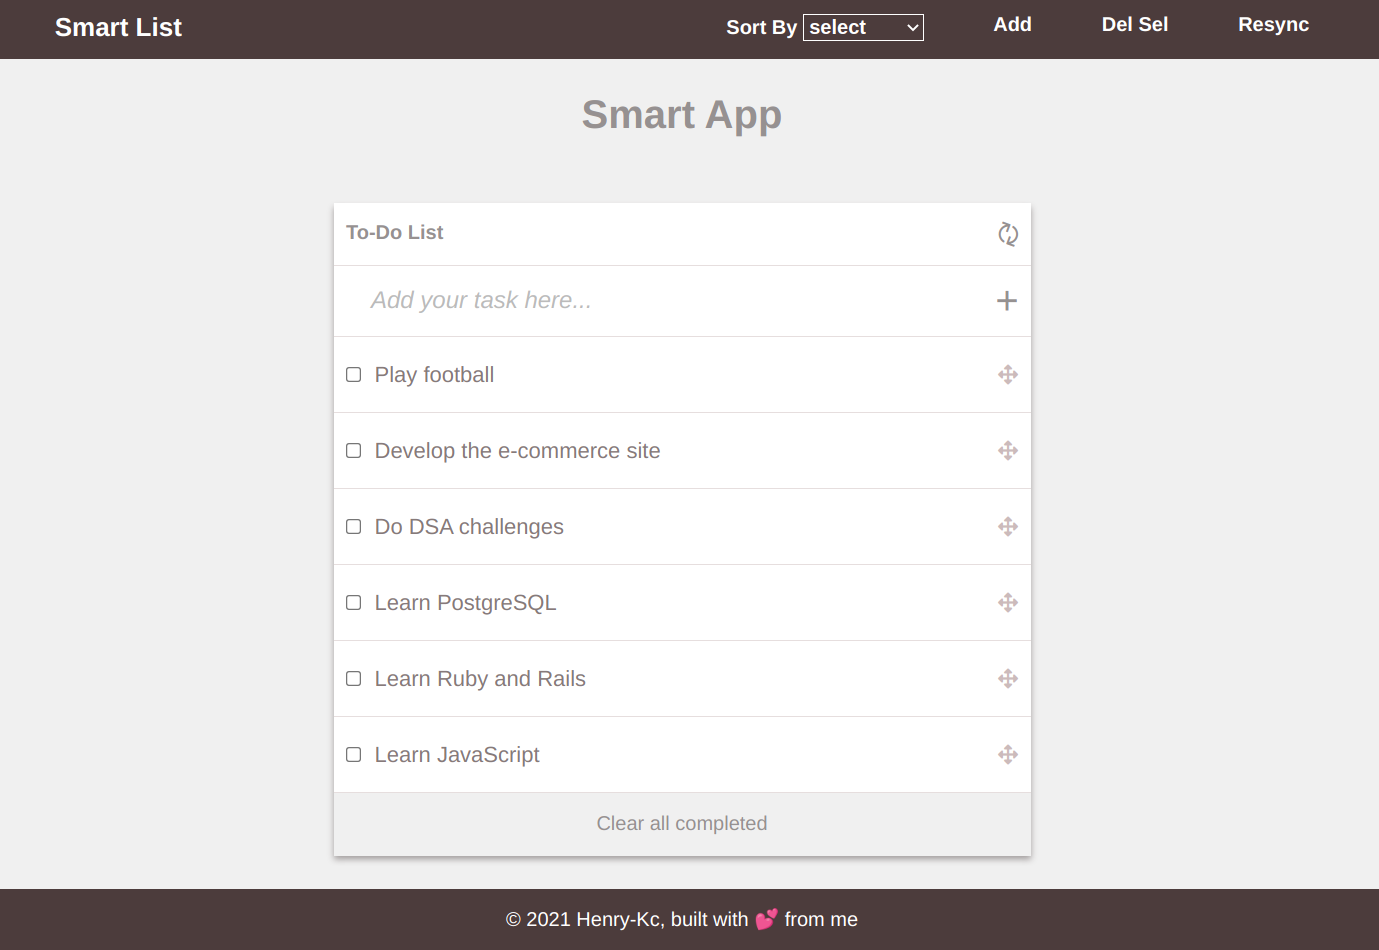 Smart List
Sort By select
Add
Del Sel
Resync
Smart App
To-Do List
Add your task here...
Play football
Develop the e-commerce site
Do DSA challenges
Learn PostgreSQL
Learn Ruby and Rails
Learn JavaScript
Clear all completed
© 2021 Henry-Kc, built with 💕 from me